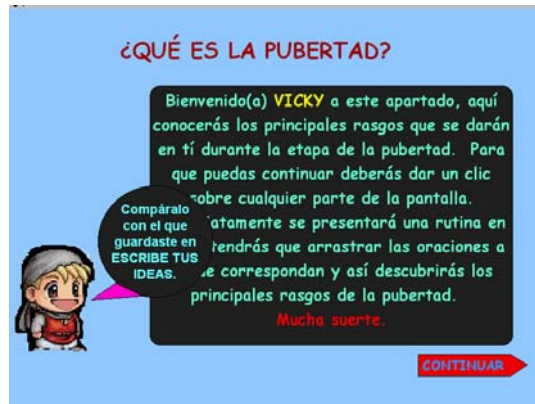 ¿QUÉ ES LA PUBERTAD?
Bienvenido(a) VICKY a este apartado, aquí
conocerás los principales rasgos que se darán
en tí durante la etapa de la pubertad. Para
que puedas continuar deberás dar un clic
sobre cualquier parte de la pantalla.
atamente se presentará una rutina en
tendrás que arrastrar las oraciones a
e correspondan y así descubrirás los
principales rasgos de la pubertad.
Mucha suerte.
Compáralo
con el que
guardaste en
ESCRIBE TUS
IDEAS.
CONTINUAR